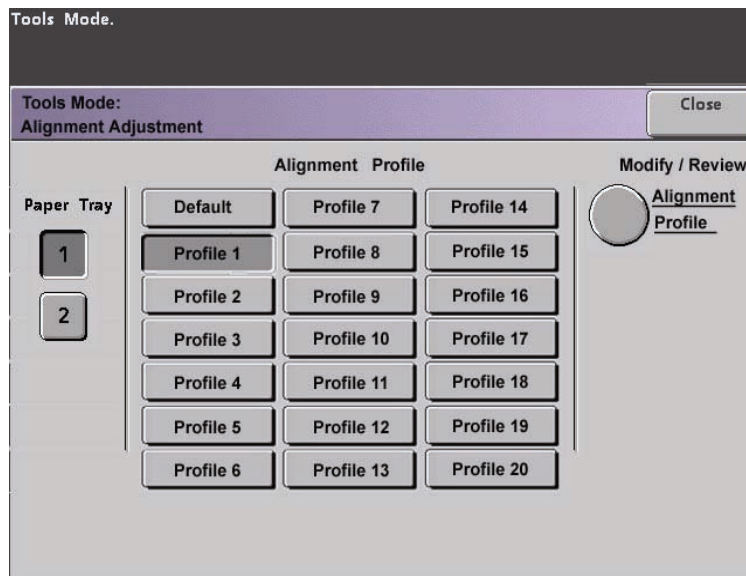 Tools Mode.
Tools Mode:
Close
Alignment Adjustment
Alignment Profile
Modify / Review
Paper Tray
1
2
Default
Profile 1
Profile 2
Profile 3
Profile 4
Profile 5
Profile 6
Profile 7
Profile 8
Profile 9
Profile 10
Profile 11
Profile 12
Profile 13
Profile 14
Profile 15
Profile 16
Profile 17
Profile 18
Profile 19
Profile 20
Alignment
Profile